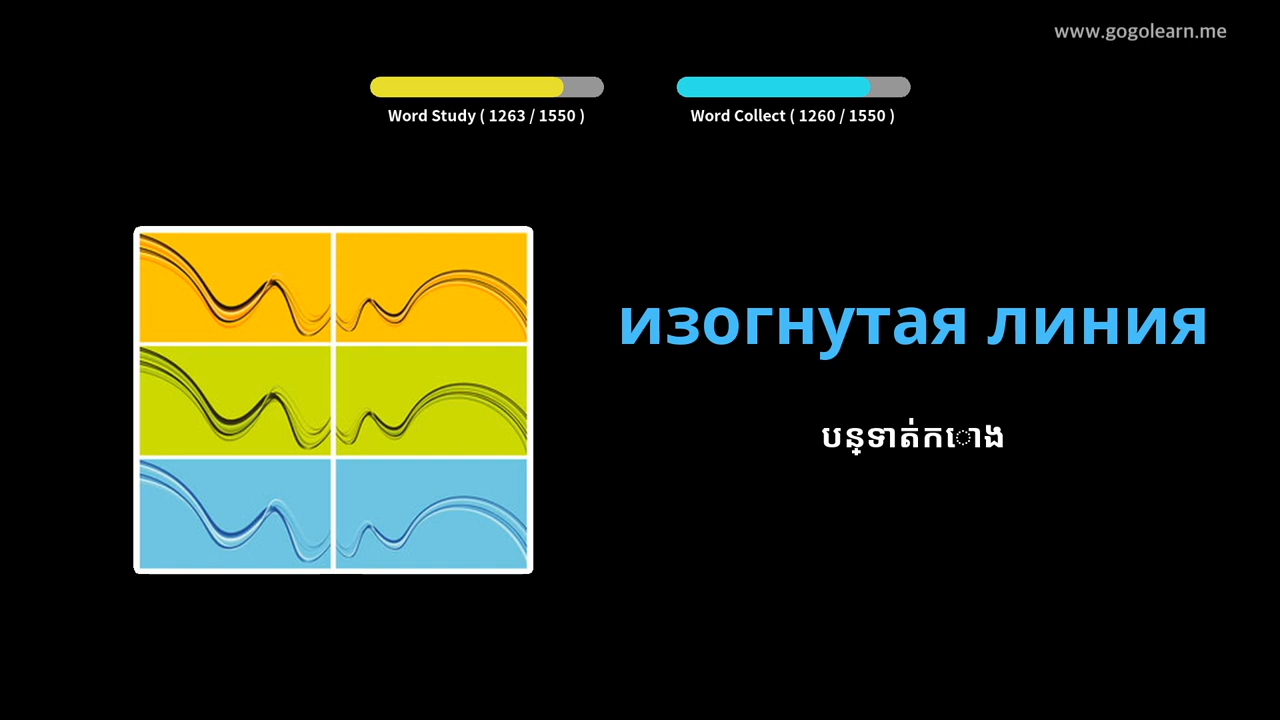 www.gogolearn.me
Word Study ( 1263 / 1550 )
Word Collect ( 1260 / 1550 )
изогнутая линия
បន្ទាត់កោង